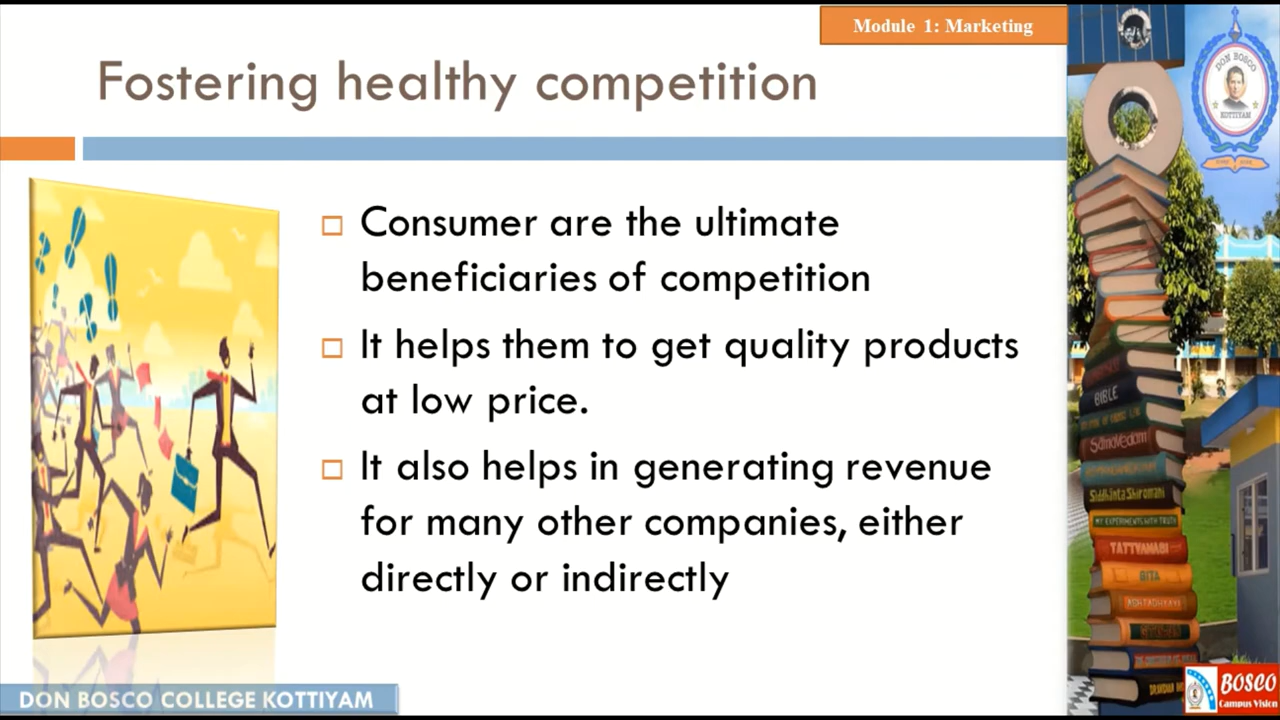 Module 1: Marketing
Fostering healthy competition
Consumer are the ultimate
beneficiaries of competition
It helps them to get quality products
at low price.
It also helps in generating revenue
for many other companies, either
directly or indirectly
DON BOSCO COLLEGE KOTTIYAM
DON BOSCO
KOTTIYAM
BIBLE
Samavedam
Siddhanta Shiromani
MY EXPERIMENTS WITH TRUTH
TATTVAMASI
GITA
BOSCO
Campus Vision